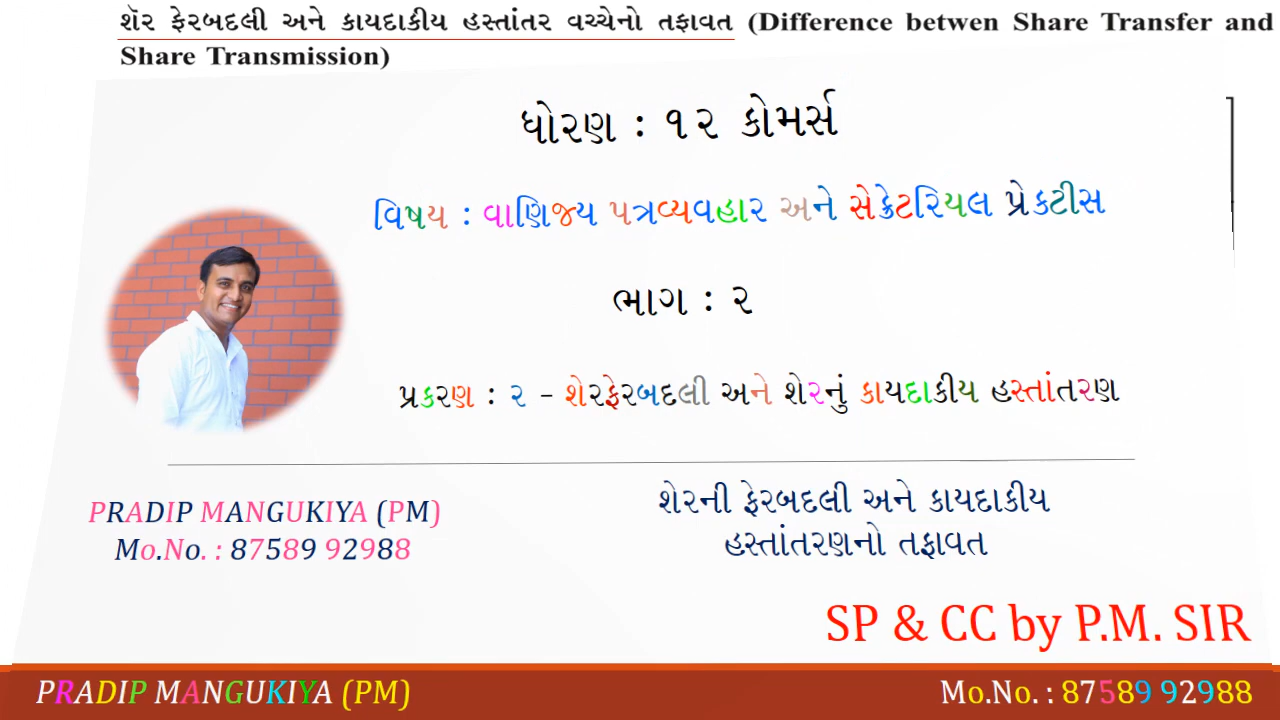 શૅર ફેરબદલી અને કાયદાકીય હસ્તાંતર વચ્ચેનો તફાવત (Difference betwen Share Transfer and
Share Transmission)
ધોરણ : ૧૨ કોમર્સ
વિષય : વાણિજ્ય પત્રવ્યવહાર અને સેક્રેટરિયલ પ્રેકટીસ
ભાગ : ૨
પ્રકરણ : ૨ - શેરફેરબદલી અને શેરનું કાયદાકીય હસ્તાંતરણ
PRADIP MANGUKIYA (PM)
Mo.No. : 87589 92988
શેરની ફેરબદલી અને કાયદાકીય
હસ્તાંતરણનો તફાવત
SP & CC by P.M. SIR
PRADIP MANGUKIYA (PM)
Mo.No. : 87589 92988